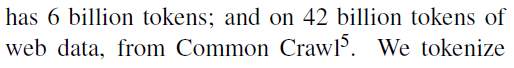 has 6 billion tokens; and on 42 billion tokens of
web data, from Common Crawl⁵. We tokenize